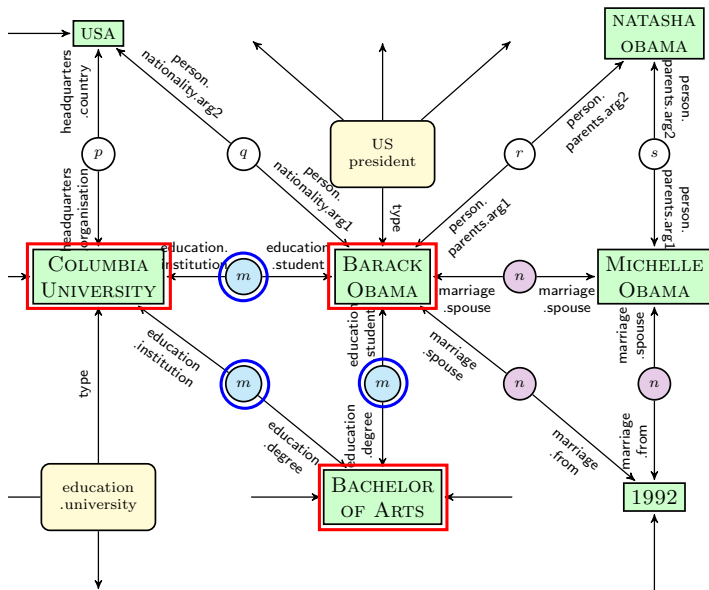 USA
NATASHA
OBAMA
headquarters
.country
person.
nationality.arg2
US
president
person.
parents.arg2
person.
parents.arg2
p
q
r
s
headquarters
organisation
person.
nationality.arg1
type
person.
parents.arg1
person.
parents.arg1
COLUMBIA
UNIVERSITY
education.
institution
m
education
.student
BARACK
OBAMA
marriage
.spouse
n
marriage
.spouse
MICHELLE
OBAMA
type
education
.institution
m
education
.degree
education
student
m
education
.degree
marriage
.spouse
n
marriage
.from
marriage
.spouse
n
marriage
.from
education
.university
BACHELOR
OF ARTS
1992